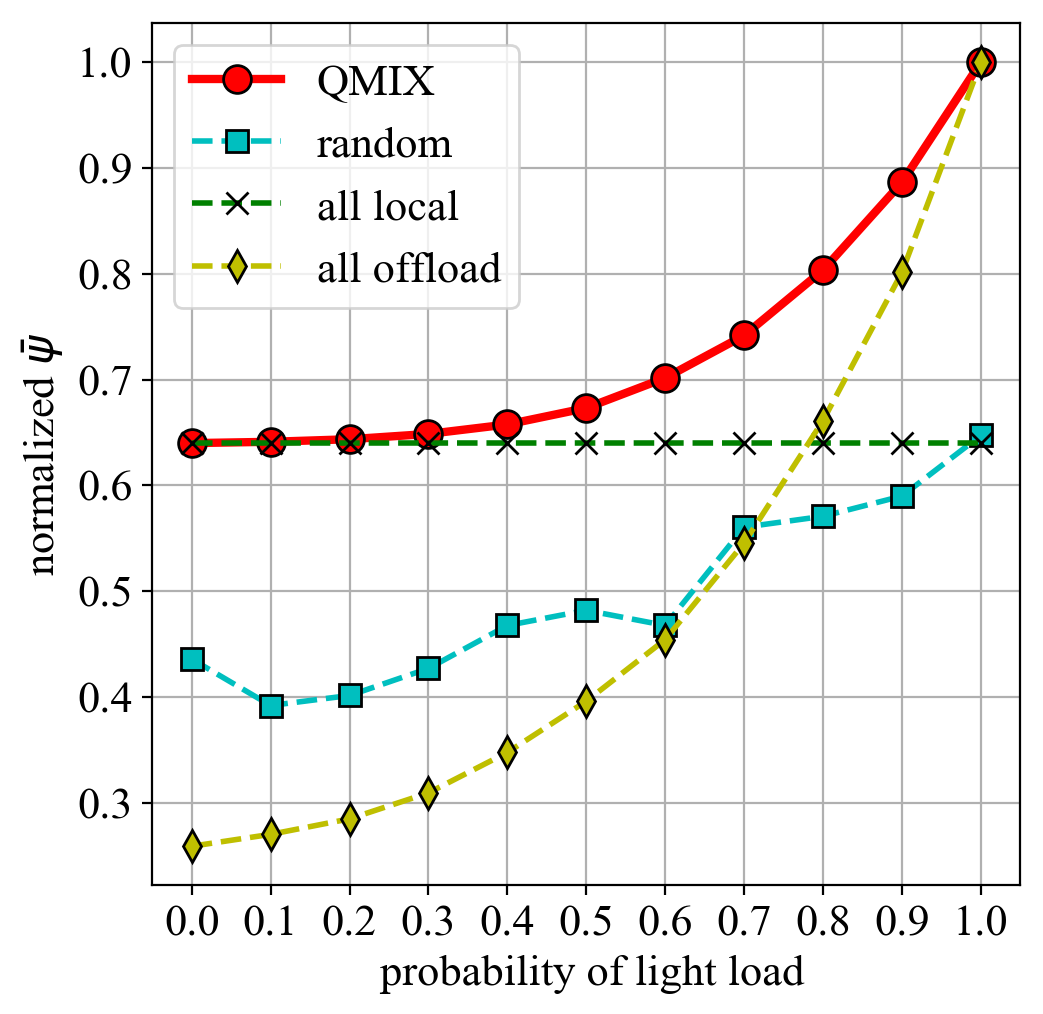 1.0
0.9
0.8
0.7
0.6
0.5
0.4
0.3
normalized ψ̄
QMIX
random
all local
all offload
0.0 0.1 0.2 0.3 0.4 0.5 0.6 0.7 0.8 0.9 1.0
probability of light load